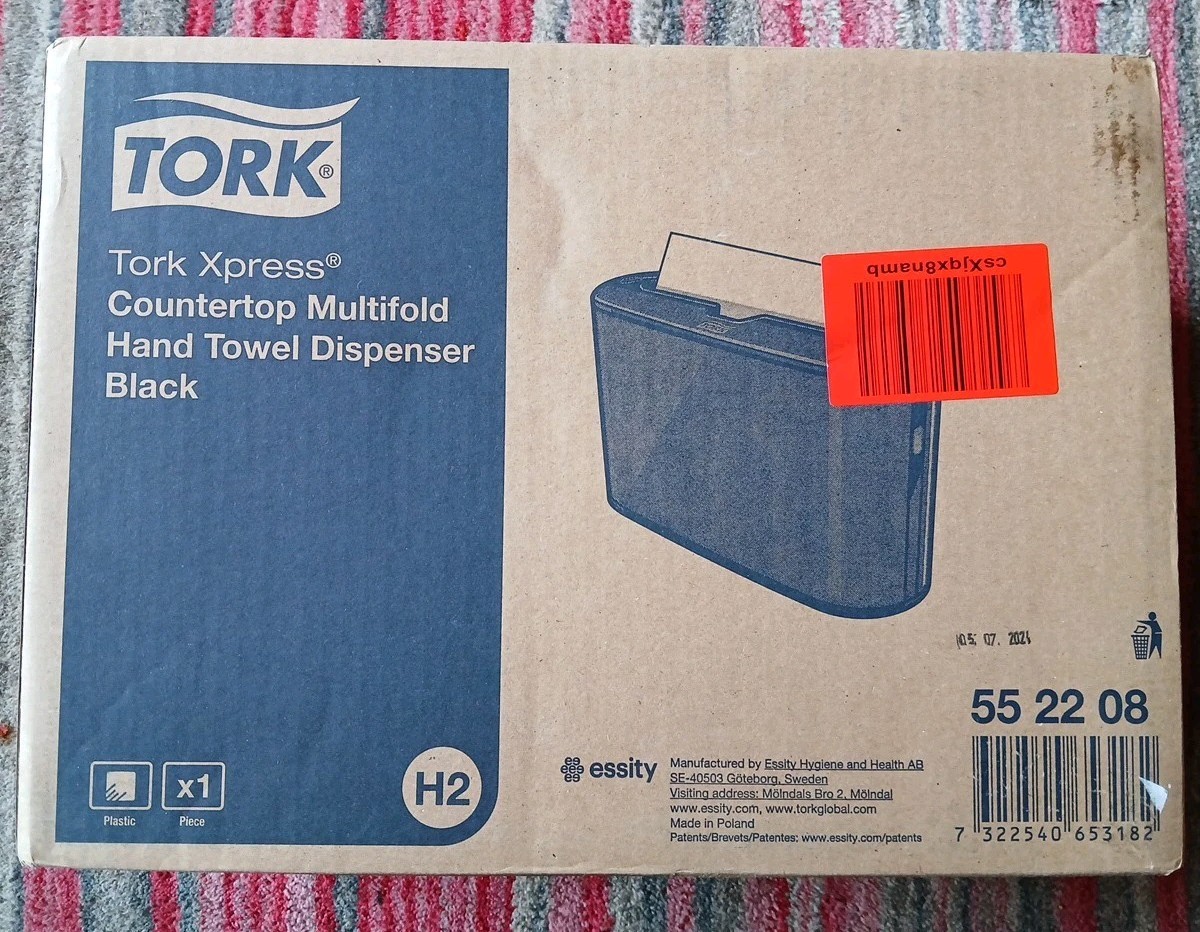 TORK®
Tork Xpress®
Countertop Multifold
Hand Towel Dispenser
Black
csXjqx8namb
05. 07. 2024
55 22 08
Plastic
x1
Piece
H2
essity
Manufactured by Essity Hygiene and Health AB
SE-40503 Göteborg, Sweden
Visiting address: Mölndals Bro 2, Mölndal
www.essity.com, www.torkglobal.com
Made in Poland
Patents/Brevets/Patentes: www.essity.com/patents
7 322540 653182